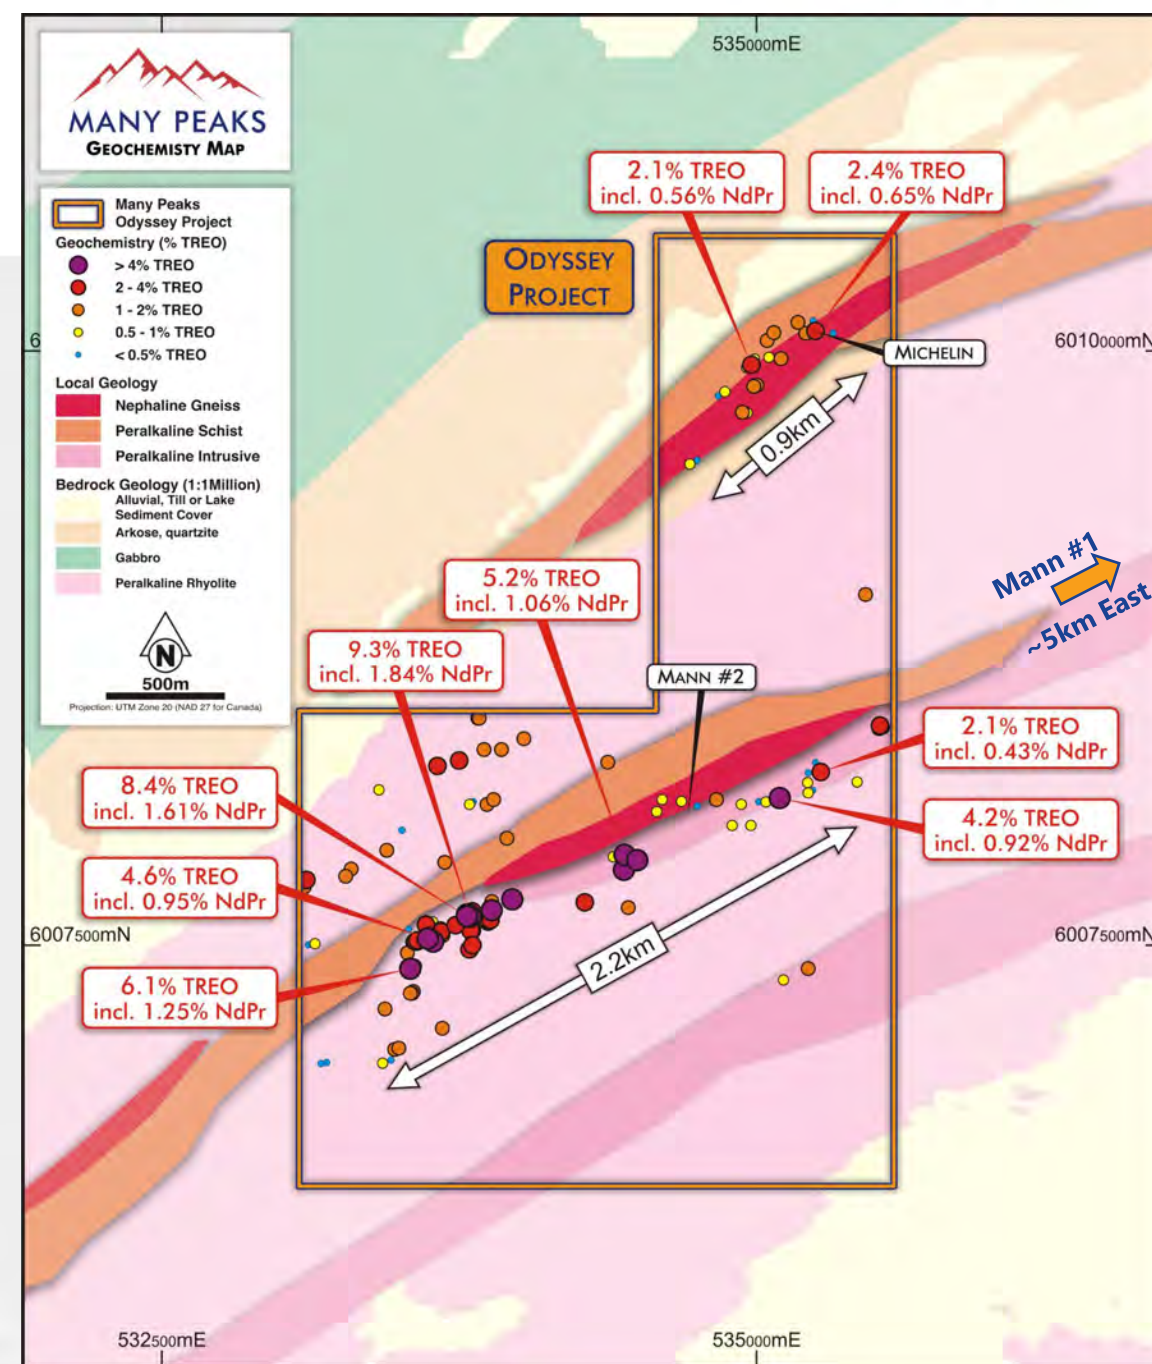 MANY PEAKS
GEOCHEMISTY MAP
Many Peaks
Odyssey Project
Geochemistry (% TREO)
> 4% TREO
2 - 4% TREO
1 - 2% TREO
0.5 - 1% TREO
< 0.5% TREO
Local Geology
Nephaline Gneiss
Peralkaline Schist
Peralkaline Intrusive
Bedrock Geology (1:1Million)
Alluvial, Till or Lake
Sediment Cover
Arkose, quartzite
Gabbro
Peralkaline Rhyolite
N
500m
Projection: UTM Zone 20 (NAD 27 for Canada)
535000mE
2.1% TREO
incl. 0.56% NdPr
2.4% TREO
incl. 0.65% NdPr
ODYSSEY
PROJECT
6
6010000mN
MICHELIN
0.9km
Mann #1
~5km East
5.2% TREO
incl. 1.06% NdPr
9.3% TREO
incl. 1.84% NdPr
MANN #2
2.1% TREO
incl. 0.43% NdPr
8.4% TREO
incl. 1.61% NdPr
4.2% TREO
incl. 0.92% NdPr
4.6% TREO
incl. 0.95% NdPr
6007500mN
6007500mN
2.2km
6.1% TREO
incl. 1.25% NdPr
532500mE
535000mE